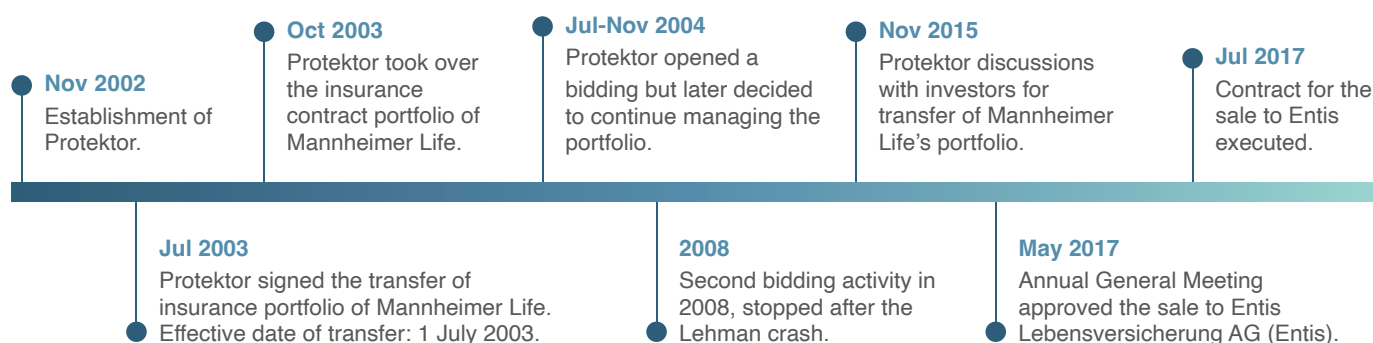 Nov 2002
Establishment of
Protektor.
Jul 2003
Protektor signed the transfer of
insurance portfolio of Mannheimer Life.
Effective date of transfer: 1 July 2003.
Oct 2003
Protektor took over
the insurance
contract portfolio of
Mannheimer Life.
Jul-Nov 2004
Protektor opened a
bidding but later decided
to continue managing the
portfolio.
2008
Second bidding activity in
2008, stopped after the
Lehman crash.
Nov 2015
Protektor discussions
with investors for
transfer of Mannheimer
Life’s portfolio.
May 2017
Annual General Meeting
approved the sale to Entis
Lebensversicherung AG (Entis).
Jul 2017
Contract for the
sale to Entis
executed.